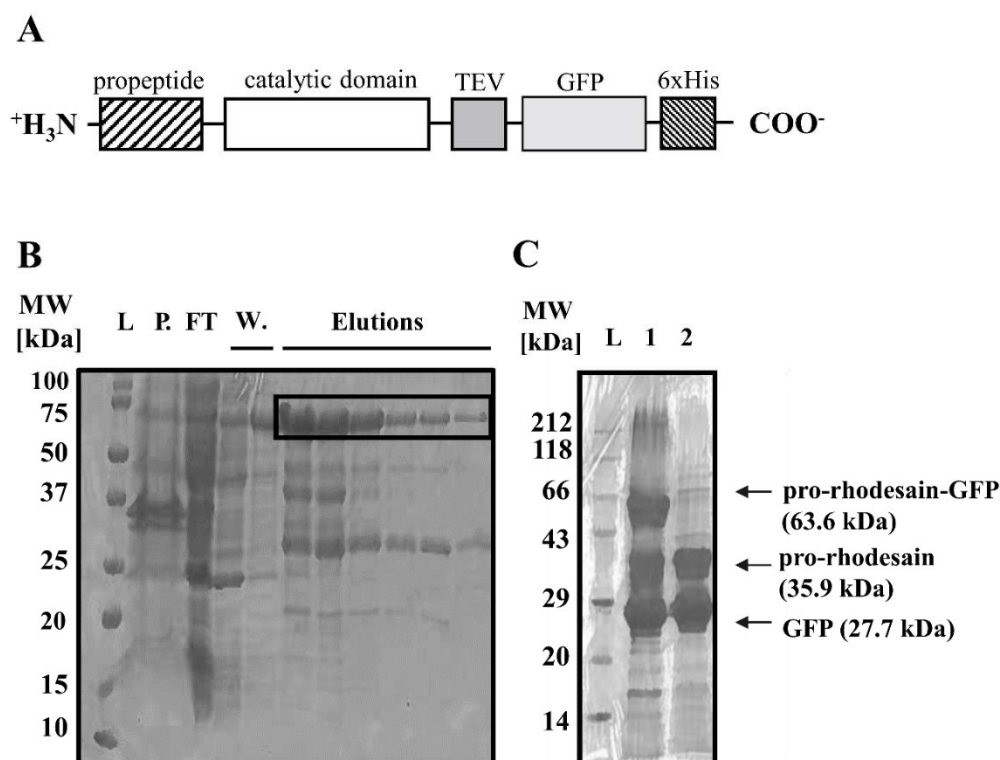 A
propeptide catalytic domain TEV GFP 6xHis
⁺H₃N COO⁻
B
MW
[kDa]
L P. FT W. Elutions
100
75
50
37
25
20
15
10
C
MW
[kDa]
L 1 2
212
118
66
43
29
20
14
pro-rhodesain-GFP
(63.6 kDa)
pro-rhodesain
(35.9 kDa)
GFP (27.7 kDa)